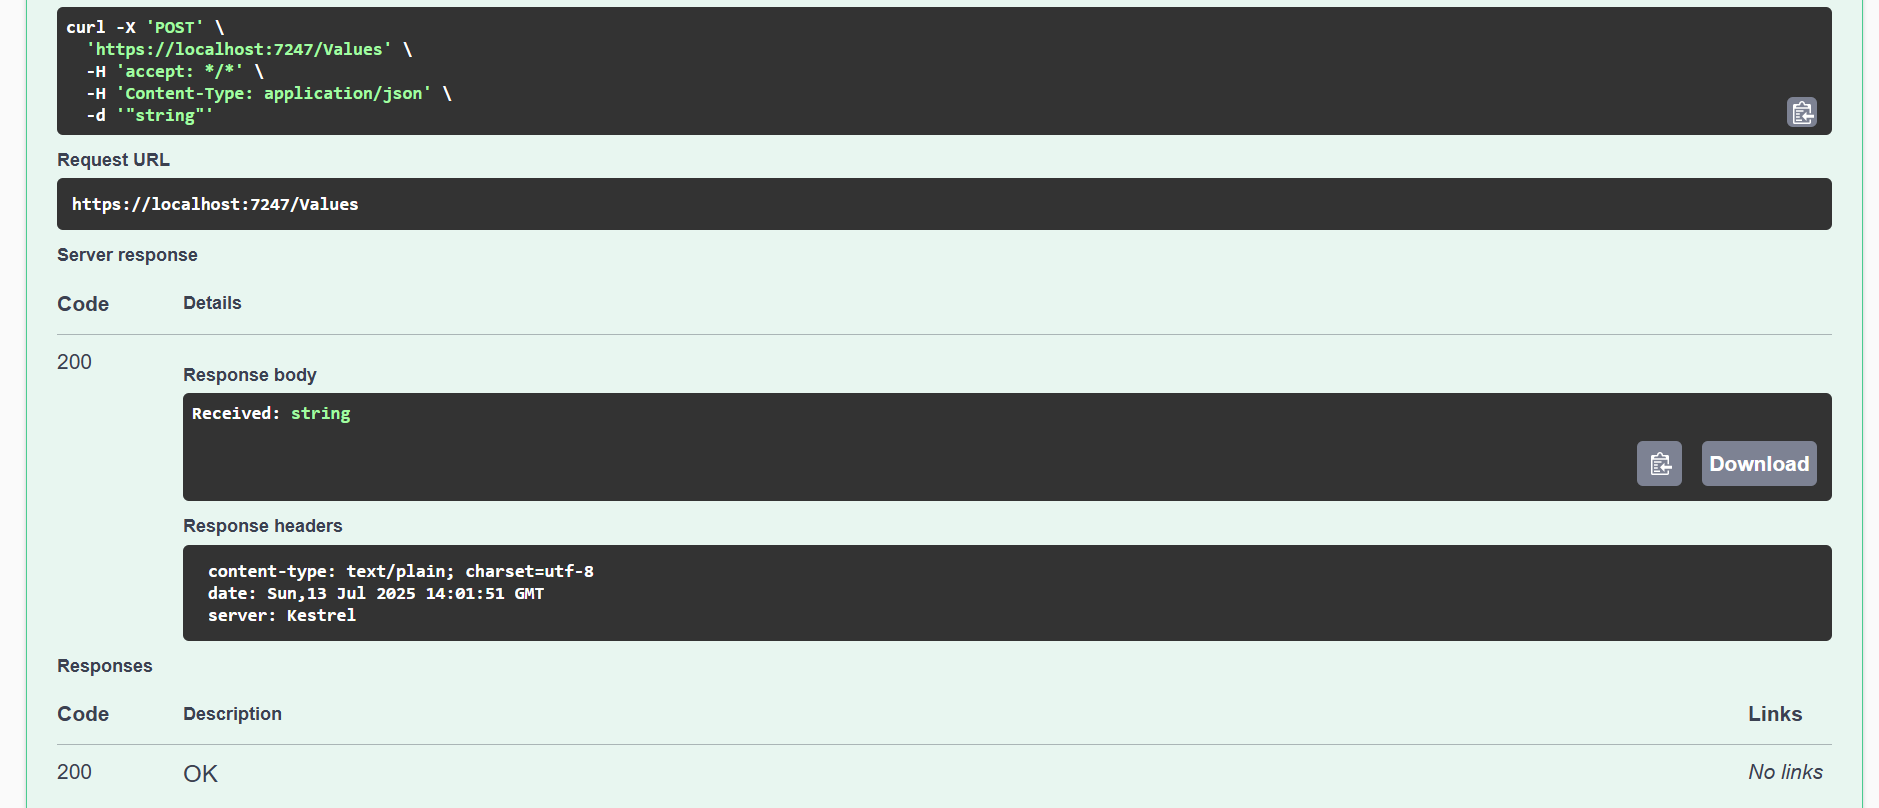 curl -X 'POST' \
  'https://localhost:7247/Values' \
  -H 'accept: */*' \
  -H 'Content-Type: application/json' \
  -d '"string"'
Request URL
https://localhost:7247/Values
Server response
Code Details
200
Response body
Received: string
Download
Response headers
content-type: text/plain; charset=utf-8
date: Sun,13 Jul 2025 14:01:51 GMT
server: Kestrel
Responses
Code Description Links
200 OK No links